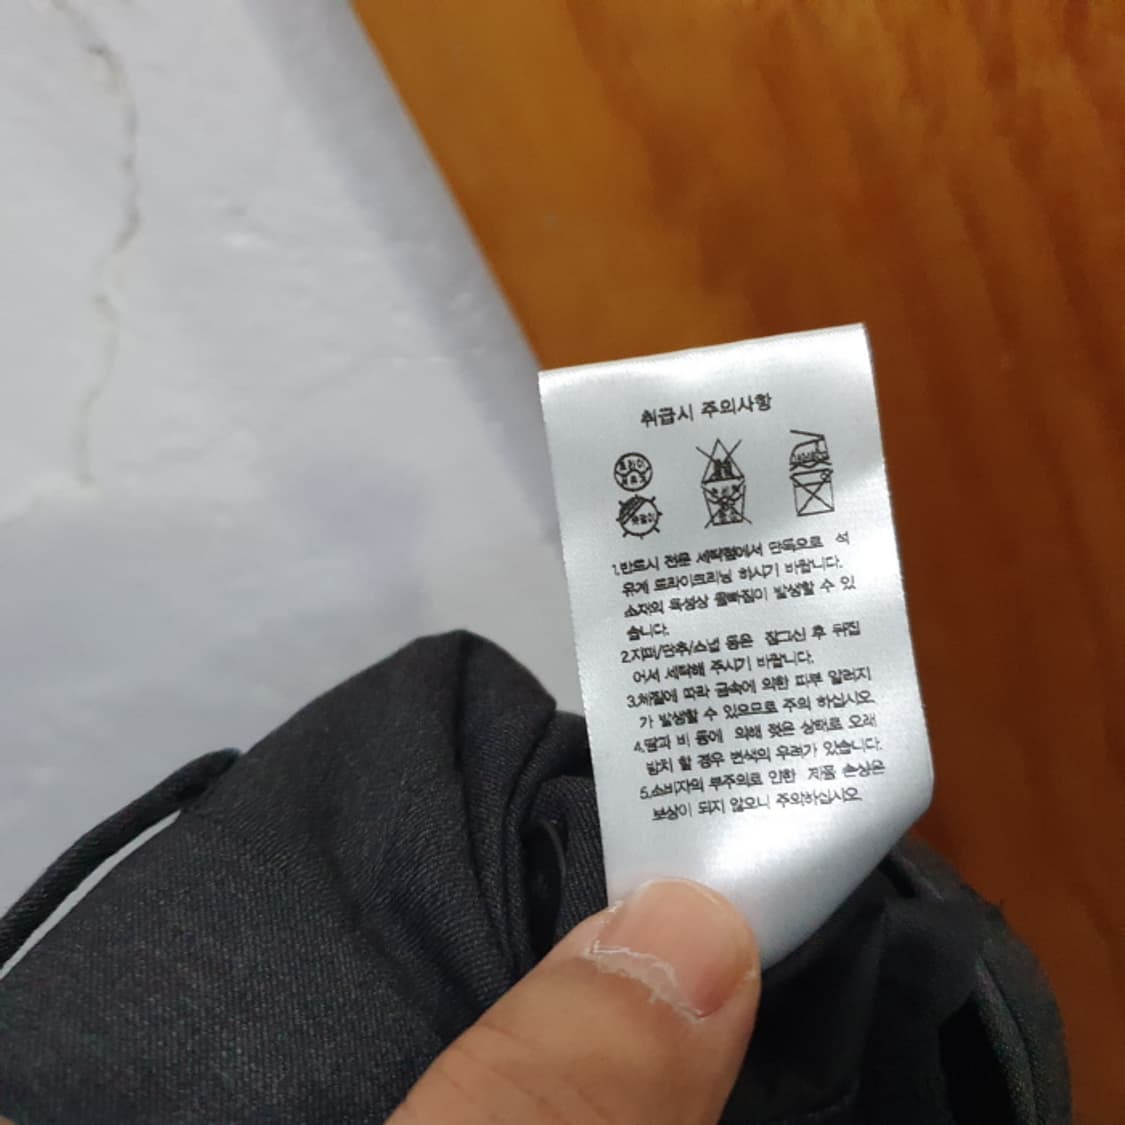 취급시 주의사항
드라이
옷걸이
1.반드시 전문 세탁점에서 단독으로 석
유계 드라이크리닝 하시기 바랍니다.
소재의 특성상 물빠짐이 발생할 수 있
습니다.
2.지퍼/단추/스냅 등은 잠그신 후 뒤집
어서 세탁해 주시기 바랍니다.
3.체질에 따라 금속에 의한 피부 알러지
가 발생할 수 있으므로 주의 하십시오
4.땀과 비 등에 의해 젖은 상태로 오래
방치 할 경우 변색의 우려가 있습니다.
5.소비자의 부주의로 인한 제품 손상은
보상이 되지 않으니 주의하십시오